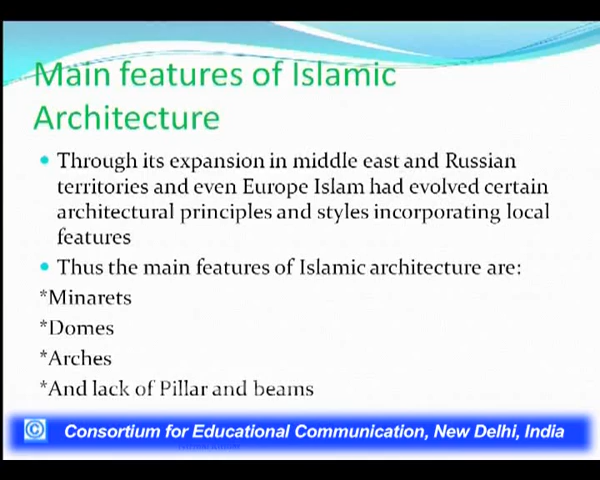 Main features of Islamic
Architecture
Through its expansion in middle east and Russian
territories and even Europe Islam had evolved certain
architectural principles and styles incorporating local
features
Thus the main features of Islamic architecture are:
*Minarets
*Domes
*Arches
*And lack of Pillar and beams
© Consortium for Educational Communication, New Delhi, India